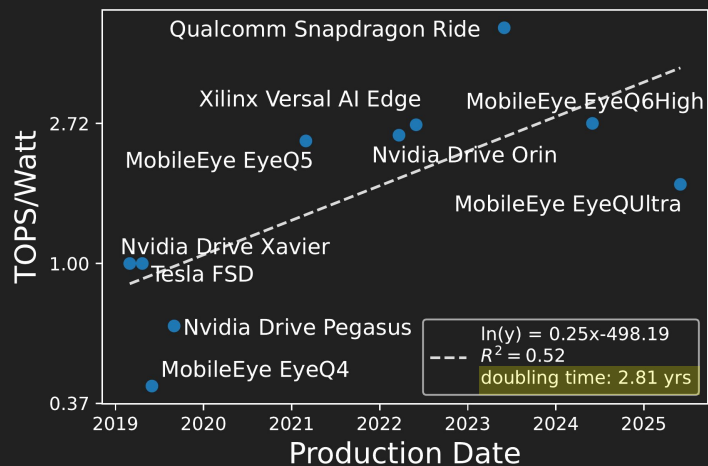 Qualcomm Snapdragon Ride
Xilinx Versal AI Edge
MobileEye EyeQ6High
2.72
MobileEye EyeQ5
Nvidia Drive Orin
TOPS/Watt
MobileEye EyeQUltra
Nvidia Drive Xavier
1.00
Tesla FSD
Nvidia Drive Pegasus
ln(y) = 0.25x-498.19
R² = 0.52
MobileEye EyeQ4
doubling time: 2.81 yrs
0.37
2019 2020 2021 2022 2023 2024 2025
Production Date